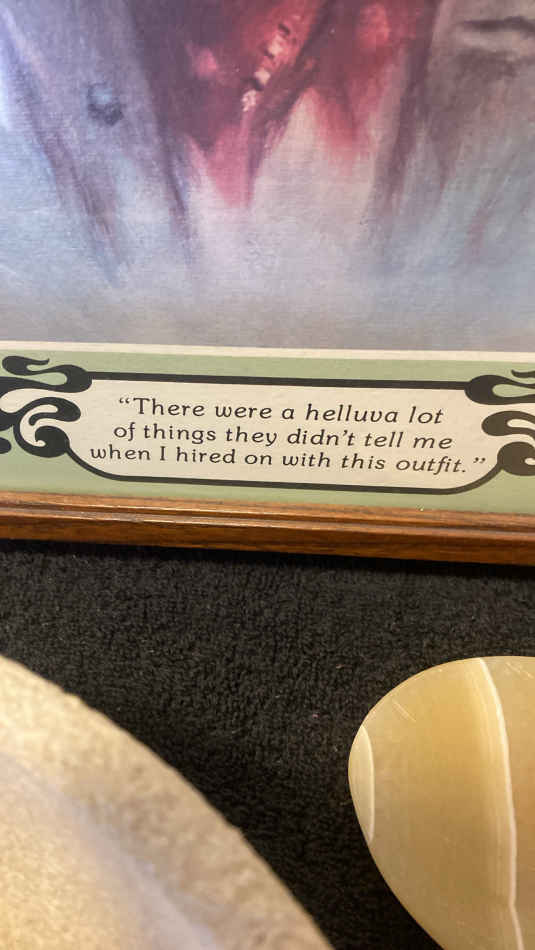 “There were a helluva lot
of things they didn’t tell me
when I hired on with this outfit.”